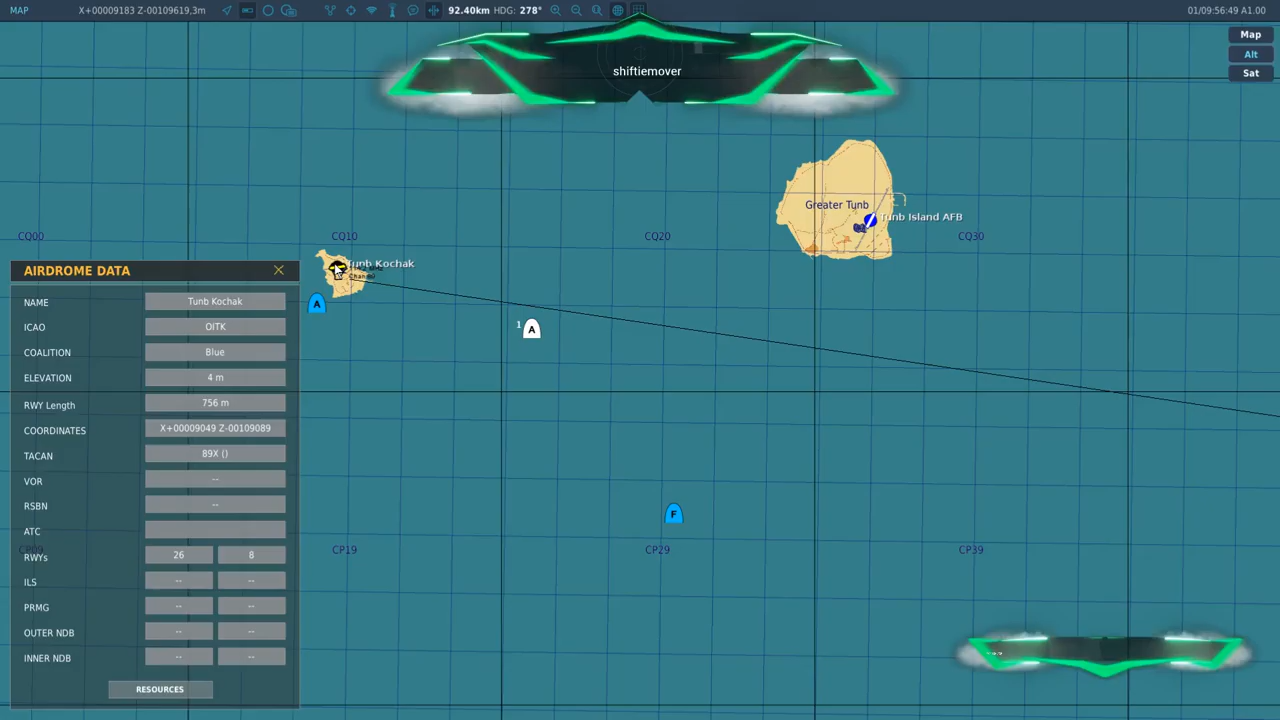 MAP X+00009183 Z-00109619,3m 92.40km HDG: 278° 01/09:56:49 A1.00
Map
Alt
Sat
shiftiemover
Greater Tunb
Tunb Island AFB
CQ00 CQ10 CQ20 CQ30
Tunb Kochak
A
1 A
F
CP19 CP29 CP39
AIRDROME DATA
NAME Tunb Kochak
ICAO OITK
COALITION Blue
ELEVATION 4 m
RWY Length 756 m
COORDINATES X+00009049 Z-00109089
TACAN 89X ()
VOR --
RSBN --
ATC
RWYs 26 8
ILS -- --
PRMG -- --
OUTER NDB -- --
INNER NDB -- --
RESOURCES